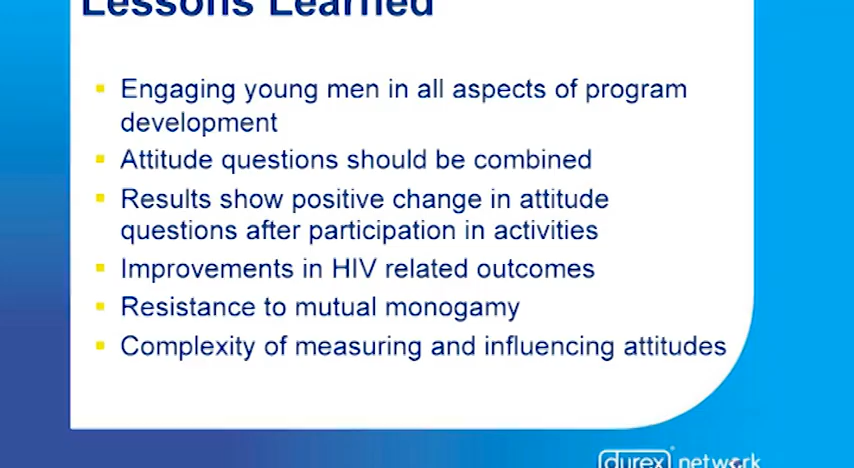 Lessons Learned
Engaging young men in all aspects of program
development
Attitude questions should be combined
Results show positive change in attitude
questions after participation in activities
Improvements in HIV related outcomes
Resistance to mutual monogamy
Complexity of measuring and influencing attitudes
durex network